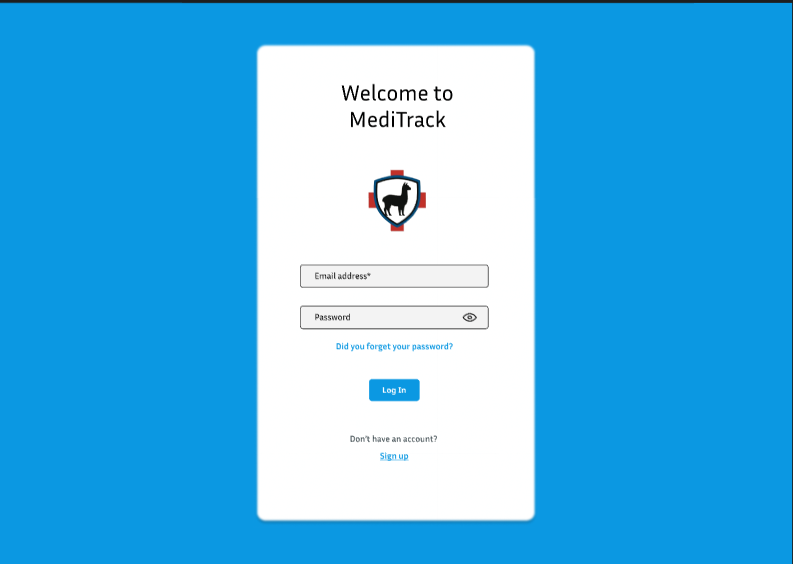 Welcome to
MediTrack
Email address*
Password
Did you forget your password?
Log In
Don't have an account?
Sign up